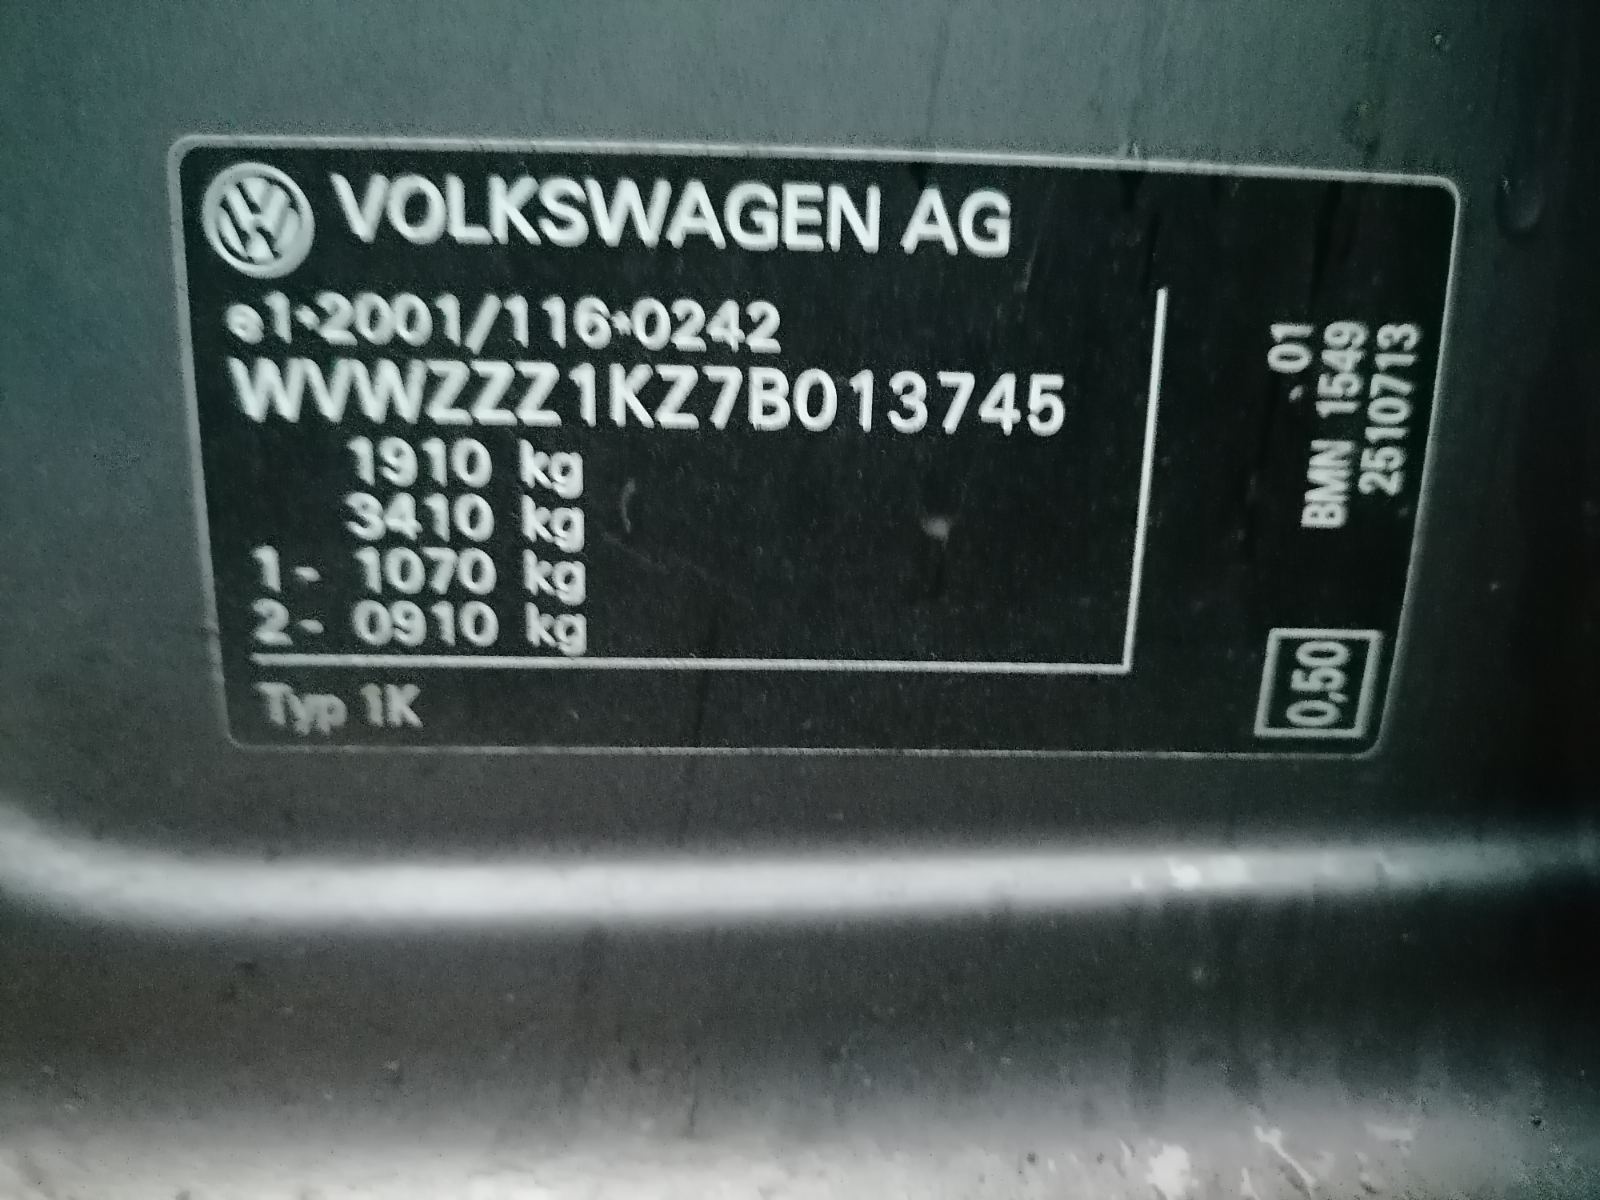 VOLKSWAGEN AG
e1*2001/116*0242
WVWZZZ1KZ7B013745
1910 kg
3410 kg
1- 1070 kg
2- 0910 kg
Typ 1K
- 01
BMN 1549
2510713
0,50